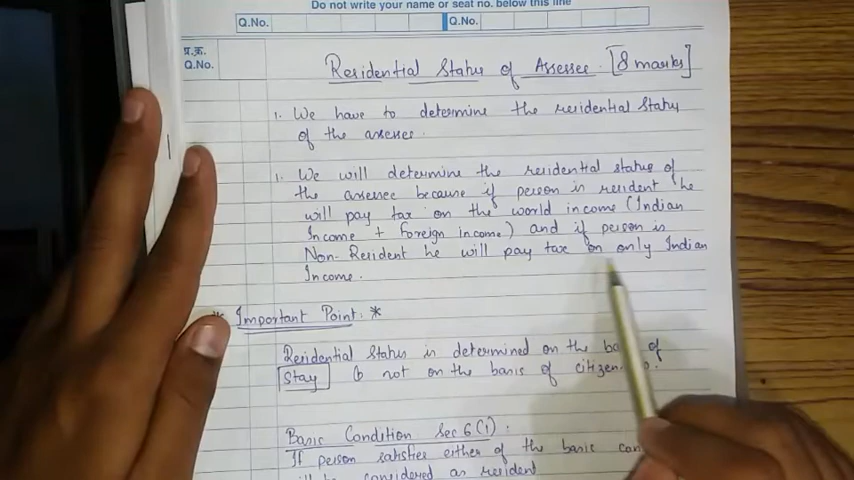 Do not write your name or seat no. below this line
Q.No. Q.No.
प्र.क्र.
Q.No.
Residential Status of Assessee. [8 marks]
1. We have to determine the residential status
of the assessee.
1. We will determine the residential status of
the assessee because if person is resident he
will pay tax on the world income (Indian
Income + foreign income) and if person is
Non-Resident he will pay tax on only Indian
Income.
* Important Point. *
Residential Status is determined on the of
Stay & not on the basis of
Basic Condition Sec 6(1) :
If person satisfies either of the basic
considered as resident